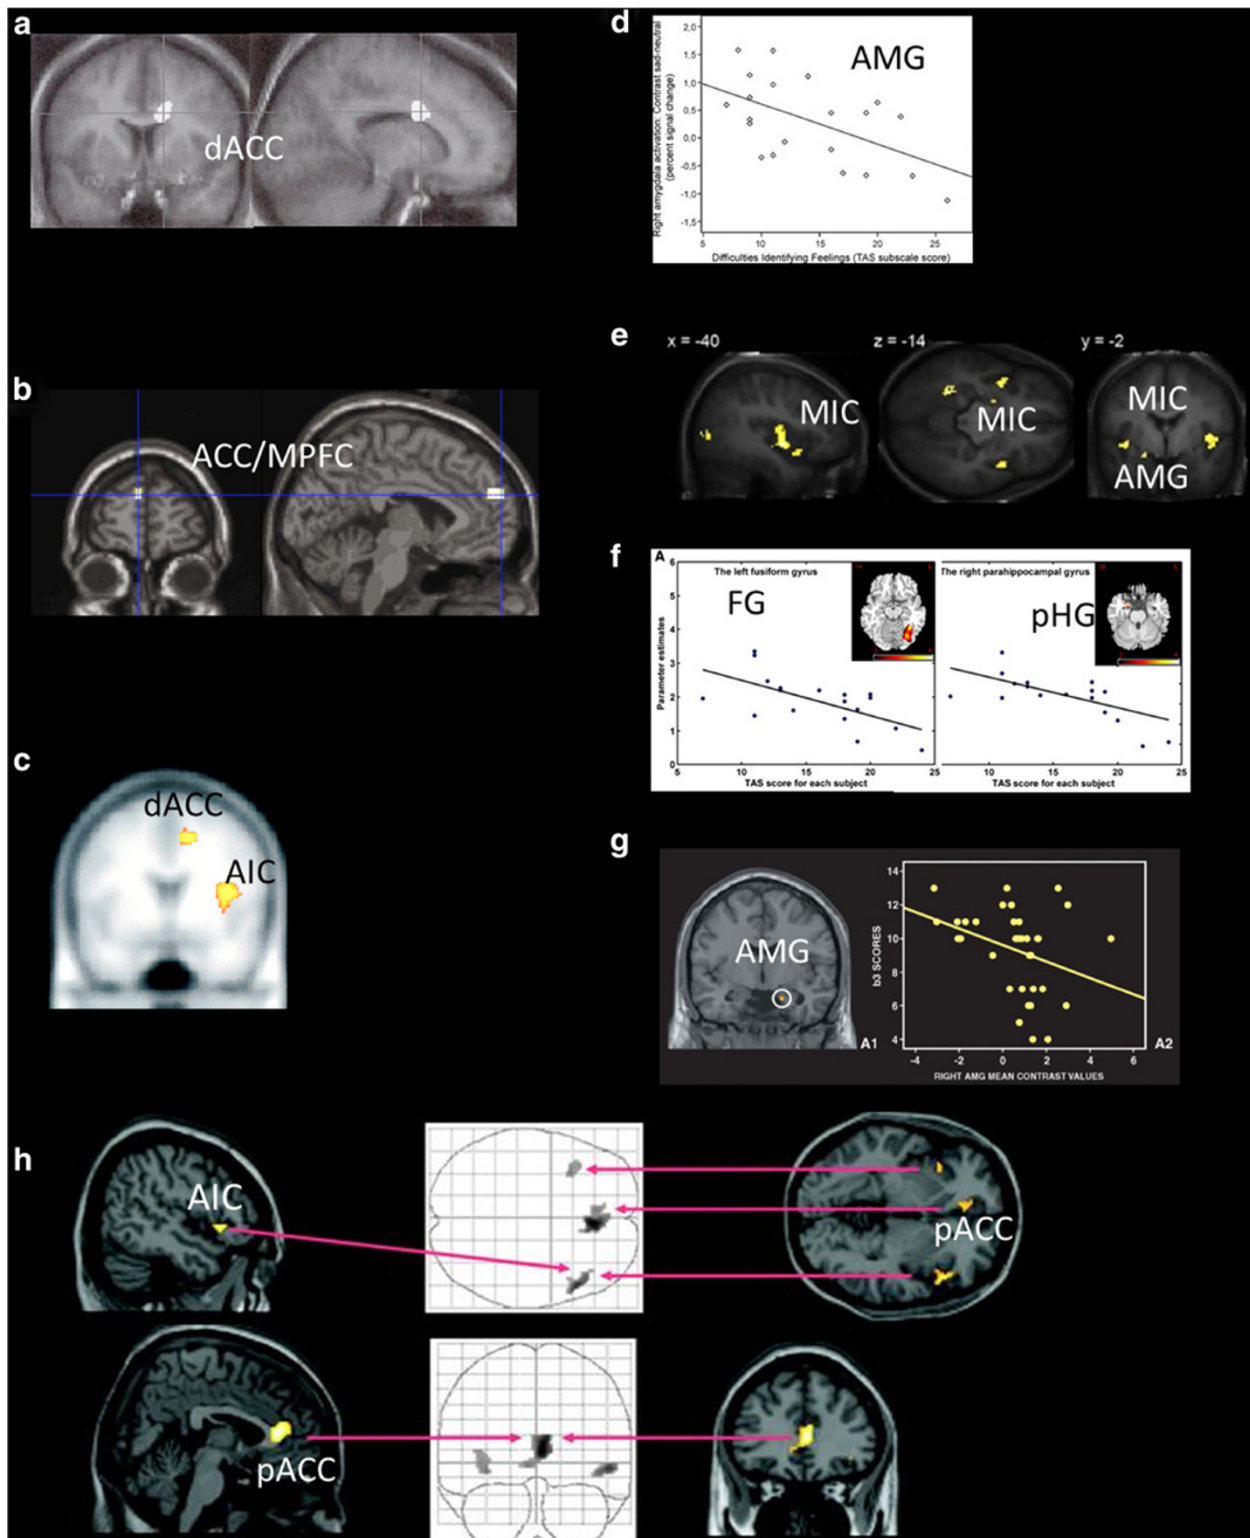 a
dACC
b
ACC/MPFC
c
dACC
AIC
d
AMG
Right amygdala activation: Contrast sad-neutral
(percent signal change)
2,0
1,5
1,0
0,5
0,0
-0,5
-1,0
-1,5
5 10 15 20 25
Difficulties Identifying Feelings (TAS subscale score)
e
x = -40 z = -14 y = -2
MIC
MIC
MIC
AMG
f
A
The left fusiform gyrus
FG
The right parahippocampal gyrus
pHG
Parameter estimates
6
5
4
3
2
1
0
5 10 15 20 25
TAS score for each subject
10 15 20 25
TAS score for each subject
g
AMG
A1
b3 SCORES
14
12
10
8
6
4
-4 -2 0 2 4 6
A2
RIGHT AMG MEAN CONTRAST VALUES
h
AIC
pACC
pACC